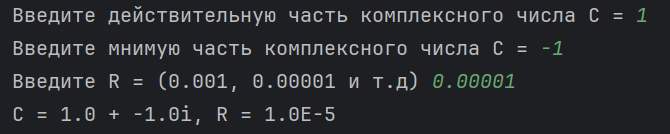 Введите действительную часть комплексного числа С = 1
Введите мнимую часть комплексного числа С = -1
Введите R = (0.001, 0.00001 и т.д) 0.00001
C = 1.0 + -1.0i, R = 1.0E-5